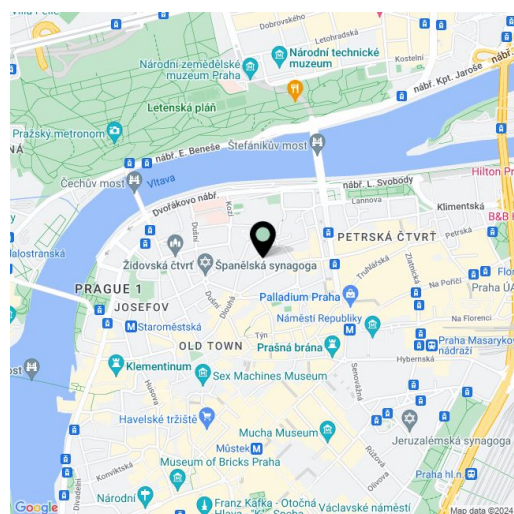 Dobrovského
Letohradská
Národní technické
muzeum
Kostelní
Národní zemědělské
muzeum Praha
nábř. Kpt. Jaroše
nábř.
Letenská pláň
Pražský metronom
Štefánikův most
nábř. E. Beneše
Čechův most
Vltava
nábř. L. Svobody
Hilton Pr
Lannova
Dvořákovo nábř.
Kozí
Klimentská
B&B
Petrská
Malostranská
Dušní
PETRSKÁ ČTVRŤ
Židovská čtvrť
Španělská synagoga
Truhlářská
Zlatnická
Na Poříčí
PRAGUE 1
Palladium Praha
JOSEFOV
Dušní
Dlouhá
Náměstí Republiky
Na Florenci
Staroměstská
Týn
Praha Masarykovo
nádraží
OLD TOWN
Prašná brána
Hybernská
Klementinum
Husova
Sex Machines Museum
Senovážná
Havelské tržiště
Mucha Museum
Jeruzalémská synagoga
Můstek
Růžová
Konviktská
Museum of Bricks Praha
Olivova
Praha hl.n.
Divadelní
Národní
Franz Kafka - Otočná
Václavské náměstí
Google
Map data ©2024